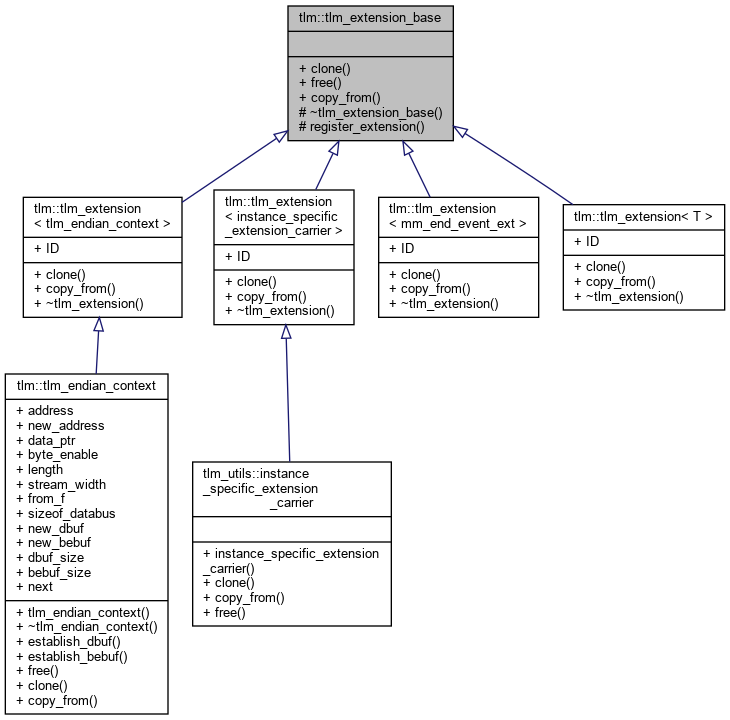 tlm::tlm_extension_base
+ clone()
+ free()
+ copy_from()
# ~tlm_extension_base()
# register_extension()
tlm::tlm_extension
< tlm_endian_context >
+ ID
+ clone()
+ copy_from()
+ ~tlm_extension()
tlm::tlm_extension
< instance_specific
_extension_carrier >
+ ID
+ clone()
+ copy_from()
+ ~tlm_extension()
tlm::tlm_extension
< mm_end_event_ext >
+ ID
+ clone()
+ copy_from()
+ ~tlm_extension()
tlm::tlm_extension< T >
+ ID
+ clone()
+ copy_from()
+ ~tlm_extension()
tlm::tlm_endian_context
+ address
+ new_address
+ data_ptr
+ byte_enable
+ length
+ stream_width
+ from_f
+ sizeof_databus
+ new_dbuf
+ new_bebuf
+ dbuf_size
+ bebuf_size
+ next
+ tlm_endian_context()
+ ~tlm_endian_context()
+ establish_dbuf()
+ establish_bebuf()
+ free()
+ clone()
+ copy_from()
tlm_utils::instance
_specific_extension
_carrier
+ instance_specific_extension
_carrier()
+ clone()
+ copy_from()
+ free()